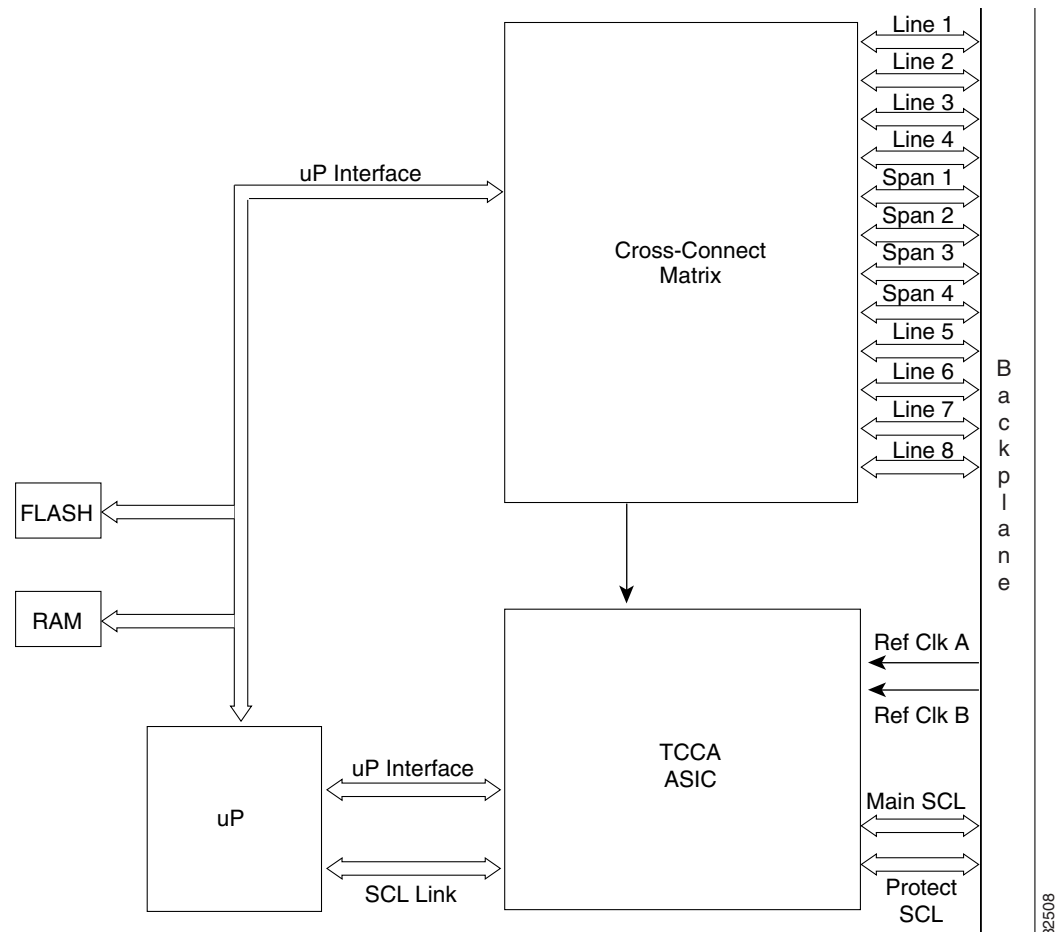 Line 1
Line 2
Line 3
Line 4
uP Interface
Span 1
Span 2
Cross-Connect
Matrix
Span 3
Span 4
Line 5
Line 6
Line 7
Line 8
Backplane
FLASH
RAM
Ref Clk A
Ref Clk B
TCCA
ASIC
uP Interface
Main SCL
uP
SCL Link
Protect
SCL